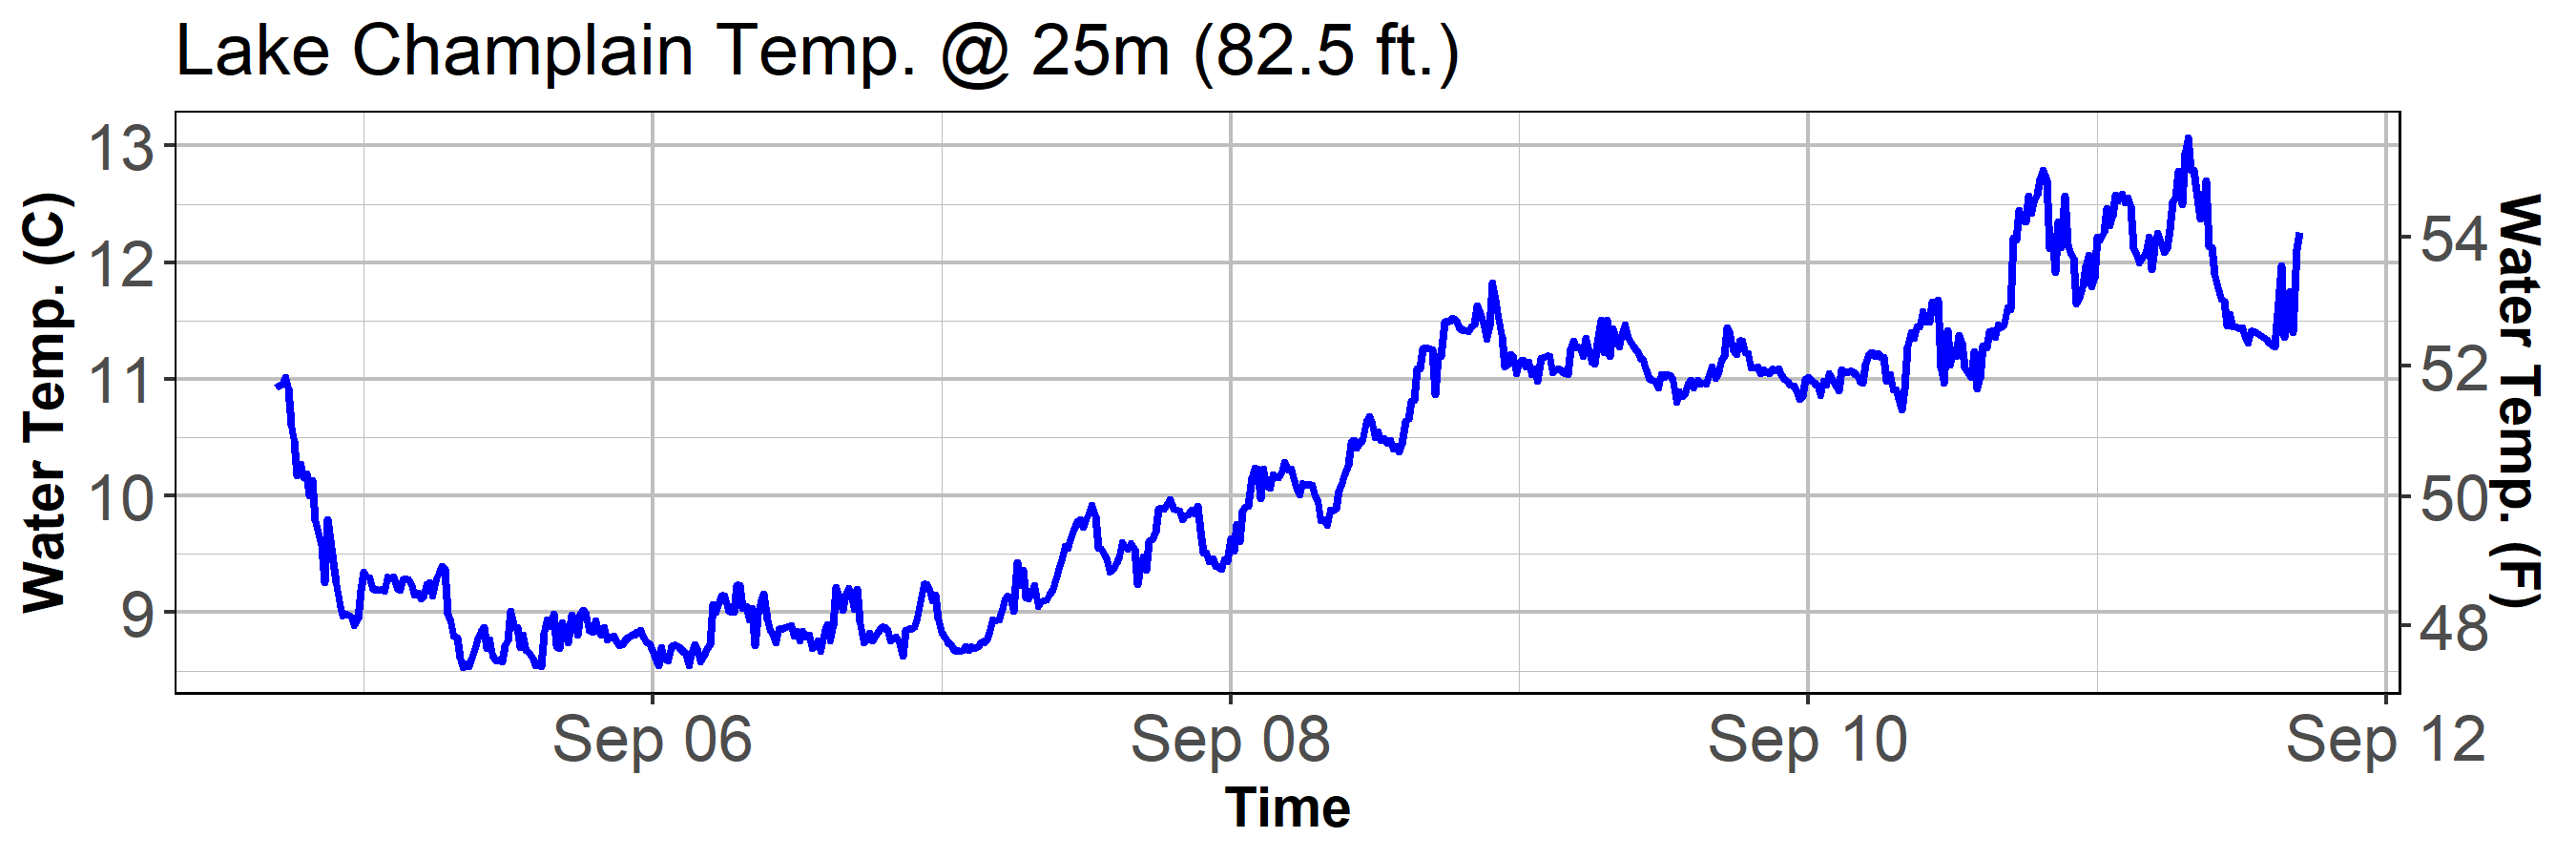 Lake Champlain Temp. @ 25m (82.5 ft.)
Water Temp. (C)
13
12
11
10
9
54
52
50
48
Water Temp. (F)
Sep 06 Sep 08 Sep 10 Sep 12
Time